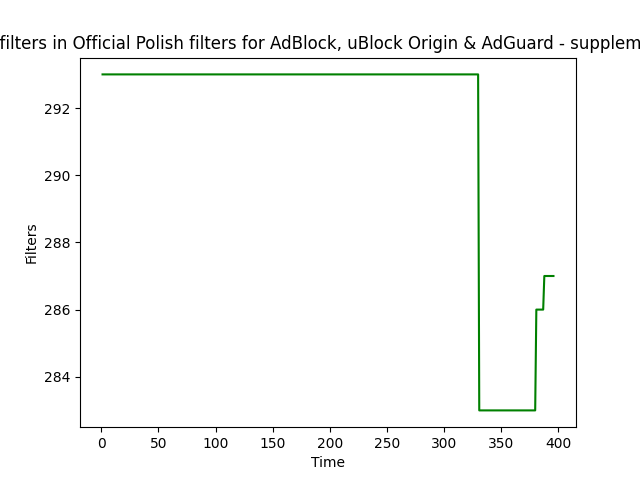 filters in Official Polish filters for AdBlock, uBlock Origin & AdGuard - supplem
292
290
288
286
284
Filters
0 50 100 150 200 250 300 350 400
Time